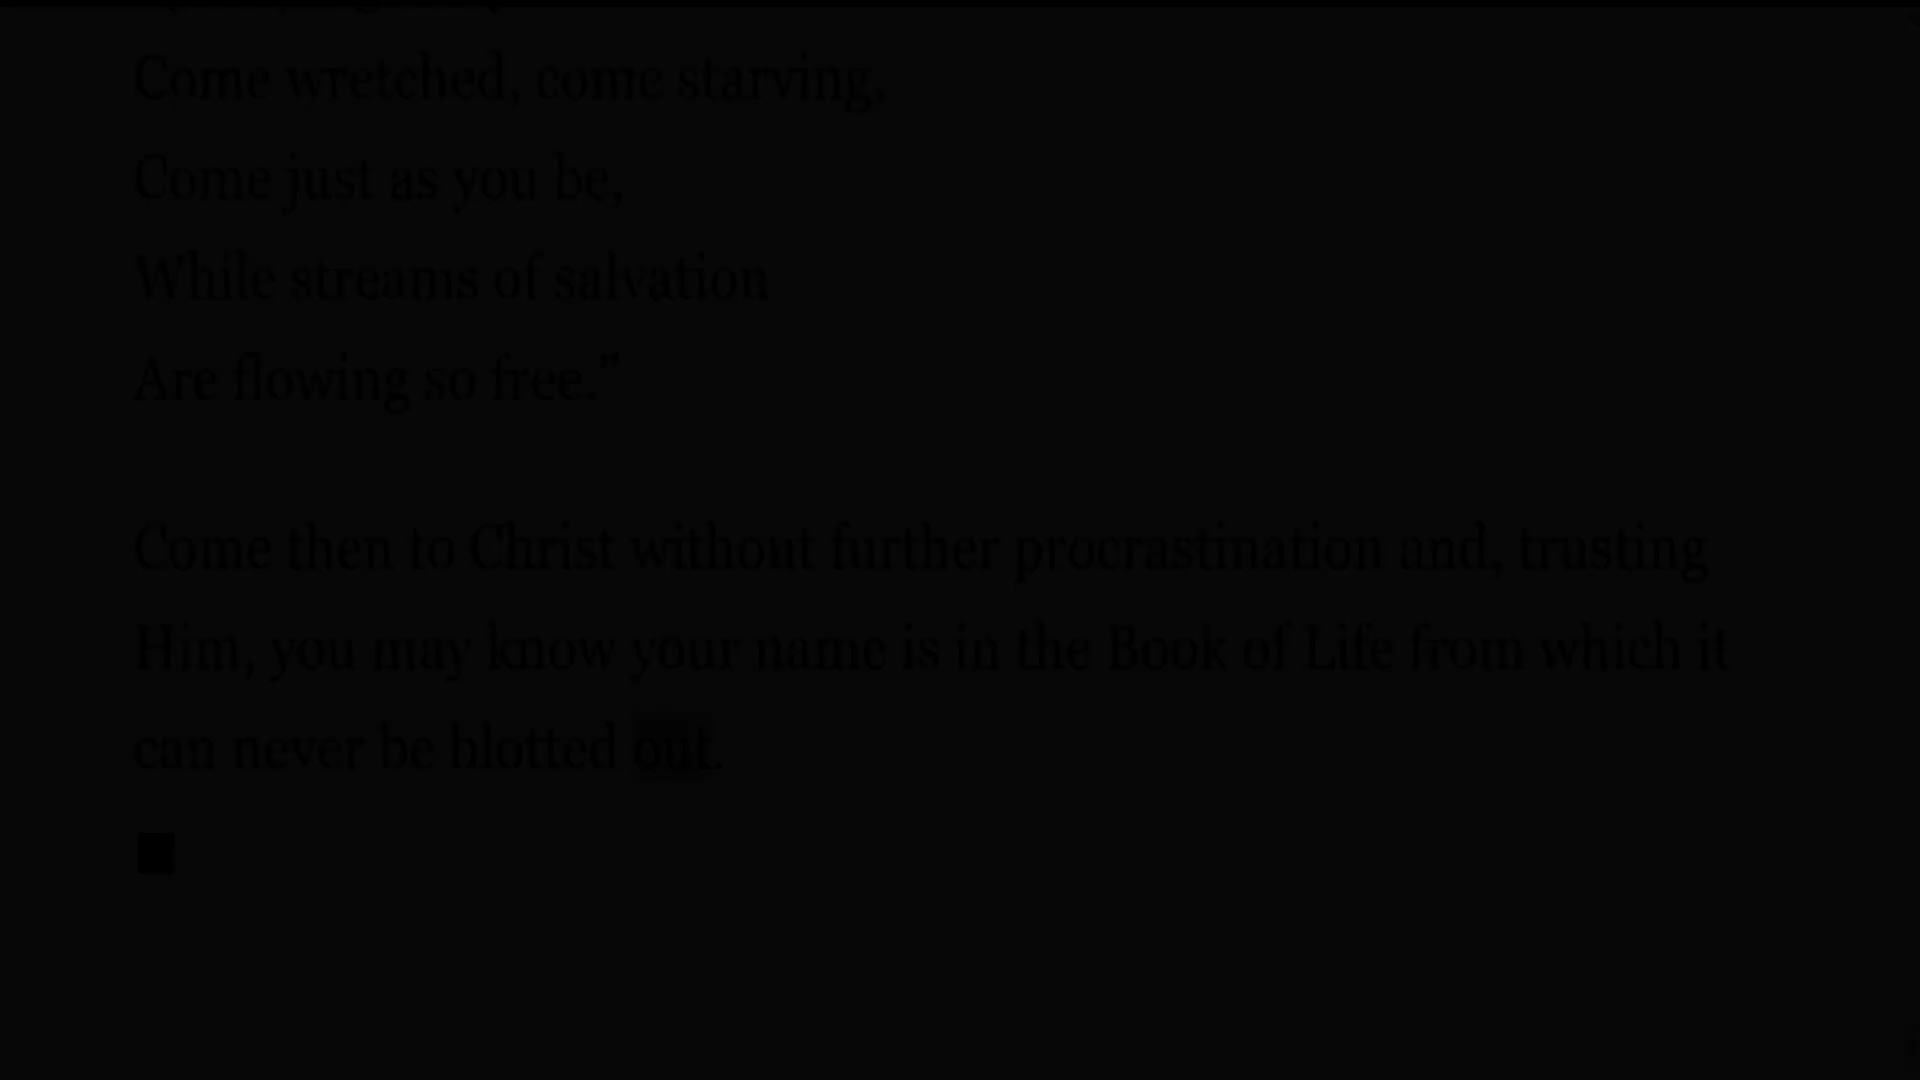 Come wretched, come starving,
Come just as you be,
While streams of salvation
Are flowing so free.”
Come then to Christ without further procrastination and, trusting
Him, you may know your name is in the Book of Life from which it
can never be blotted out.